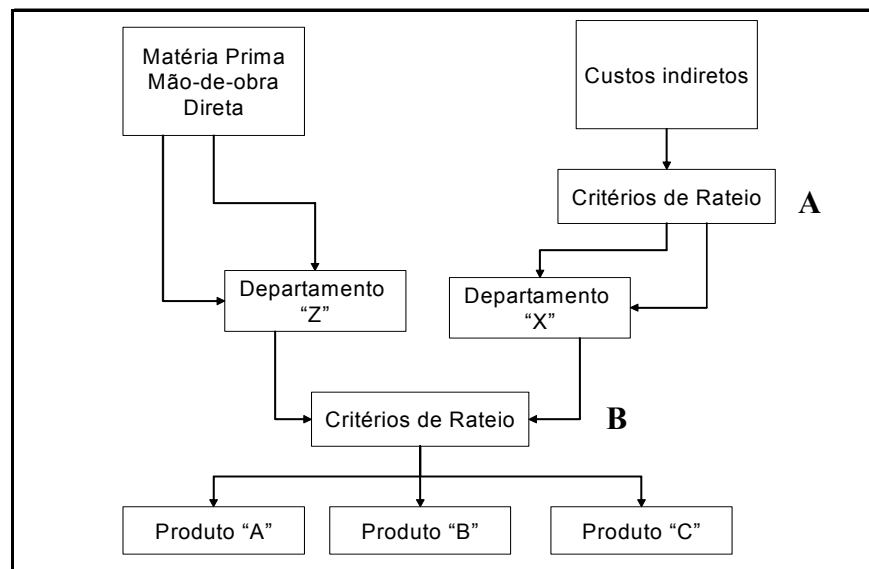 Matéria Prima
Mão-de-obra
Direta
Custos indiretos
Critérios de Rateio
A
Departamento
“Z”
Departamento
“X”
Critérios de Rateio
B
Produto “A”
Produto “B”
Produto “C”